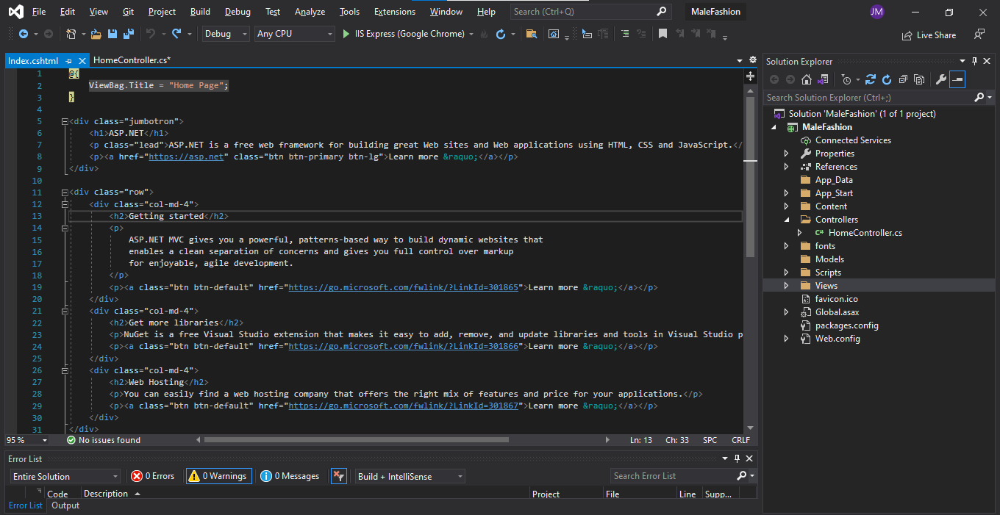 File Edit View Git Project Build Debug Test Analyze Tools Extensions Window Help Search (Ctrl+Q) MaleFashion JM
Debug Any CPU IIS Express (Google Chrome) Live Share
Index.cshtml HomeController.cs*
1 @{
2 ViewBag.Title = "Home Page";
3 }
4
5 <div class="jumbotron">
6 <h1>ASP.NET</h1>
7 <p class="lead">ASP.NET is a free web framework for building great Web sites and Web applications using HTML, CSS and JavaScript.</
8 <p><a href="https://asp.net" class="btn btn-primary btn-lg">Learn more &raquo;</a></p>
9 </div>
10
11 <div class="row">
12 <div class="col-md-4">
13 <h2>Getting started</h2>
14 <p>
15 ASP.NET MVC gives you a powerful, patterns-based way to build dynamic websites that
16 enables a clean separation of concerns and gives you full control over markup
17 for enjoyable, agile development.
18 </p>
19 <p><a class="btn btn-default" href="https://go.microsoft.com/fwlink/?LinkId=301865">Learn more &raquo;</a></p>
20 </div>
21 <div class="col-md-4">
22 <h2>Get more libraries</h2>
23 <p>NuGet is a free Visual Studio extension that makes it easy to add, remove, and update libraries and tools in Visual Studio p
24 <p><a class="btn btn-default" href="https://go.microsoft.com/fwlink/?LinkId=301866">Learn more &raquo;</a></p>
25 </div>
26 <div class="col-md-4">
27 <h2>Web Hosting</h2>
28 <p>You can easily find a web hosting company that offers the right mix of features and price for your applications.</p>
29 <p><a class="btn btn-default" href="https://go.microsoft.com/fwlink/?LinkId=301867">Learn more &raquo;</a></p>
30 </div>
31 </div>
95 % No issues found Ln: 13 Ch: 33 SPC CRLF
Error List
Entire Solution 0 Errors 0 Warnings 0 Messages Build + IntelliSense Search Error List
Code Description Project File Line Supp...
Error List Output
Solution Explorer
Search Solution Explorer (Ctrl+;)
Solution 'MaleFashion' (1 of 1 project)
MaleFashion
Connected Services
Properties
References
App_Data
App_Start
Content
Controllers
C# HomeController.cs
fonts
Models
Scripts
Views
favicon.ico
Global.asax
packages.config
Web.config